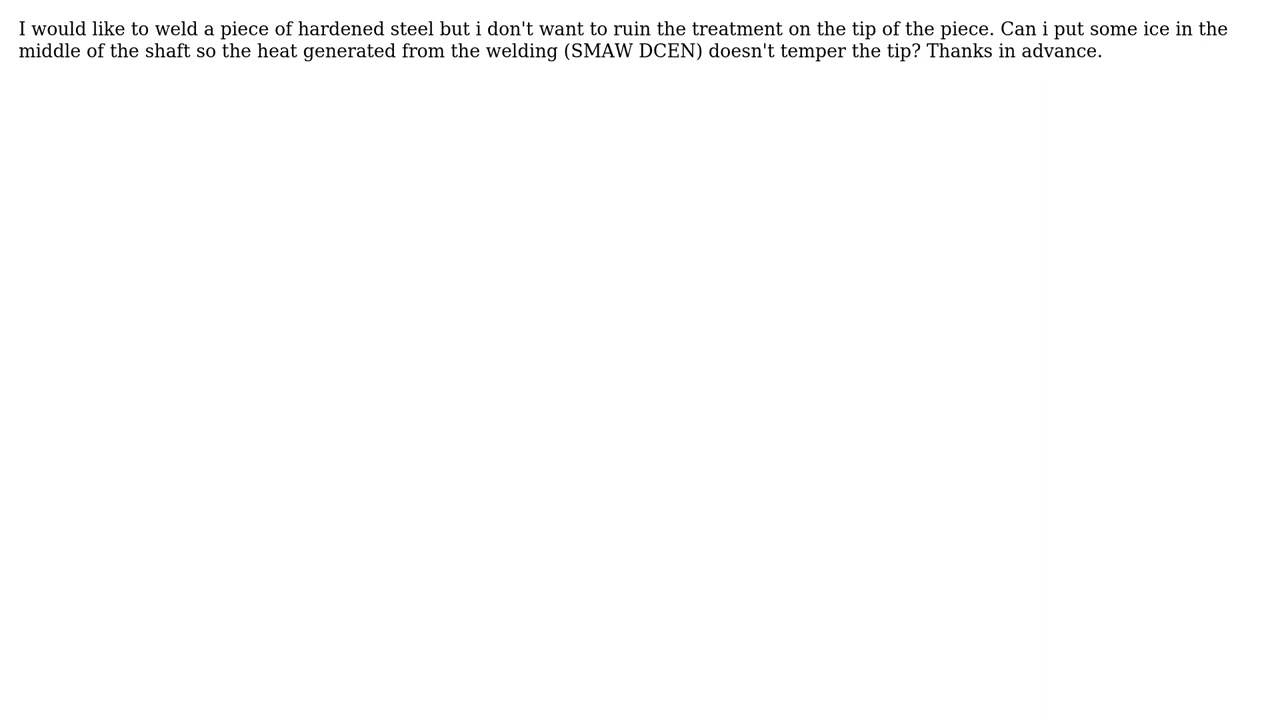 I would like to weld a piece of hardened steel but i don't want to ruin the treatment on the tip of the piece. Can i put some ice in the
middle of the shaft so the heat generated from the welding (SMAW DCEN) doesn't temper the tip? Thanks in advance.